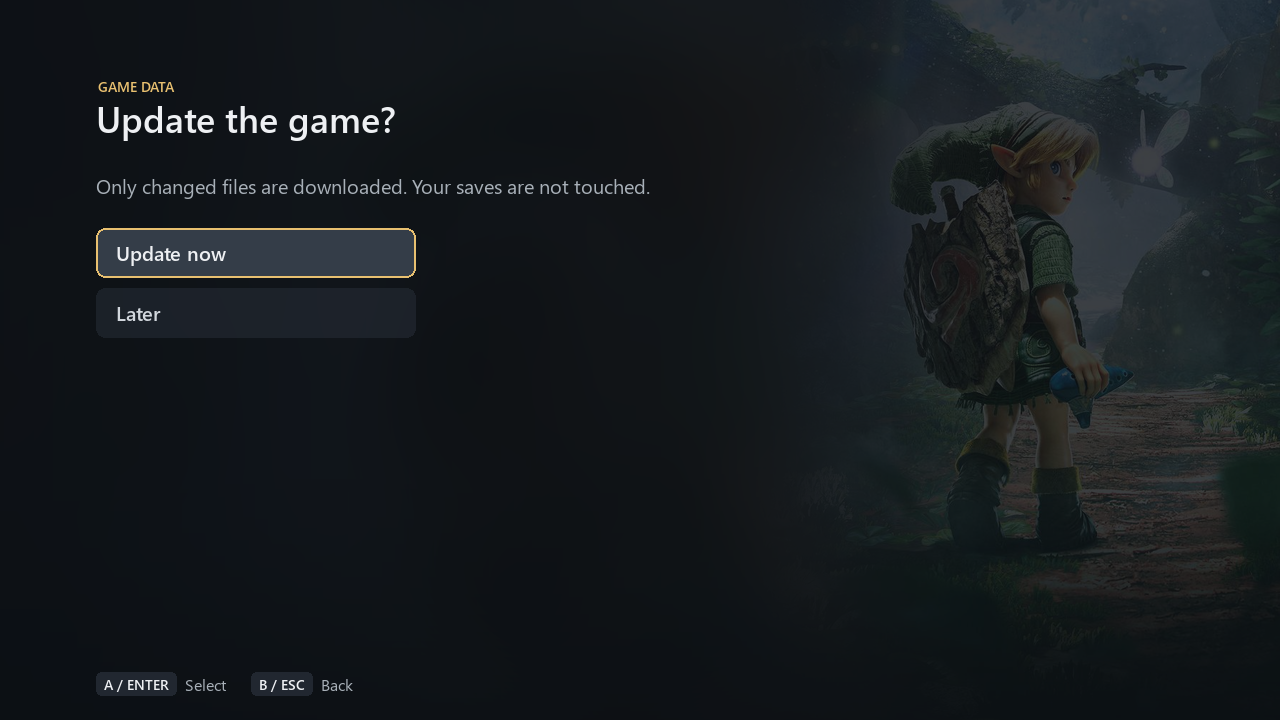 GAME DATA
Update the game?
Only changed files are downloaded. Your saves are not touched.
Update now
Later
A / ENTER Select B / ESC Back